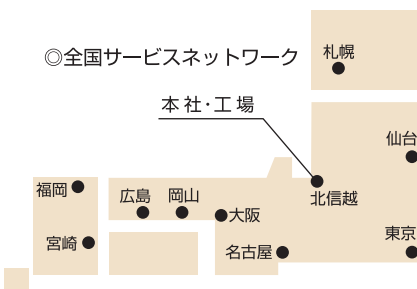 ◎全国サービスネットワーク
札幌
本社・工場
仙台
北信越
福岡
広島
岡山
大阪
宮崎
名古屋
東京